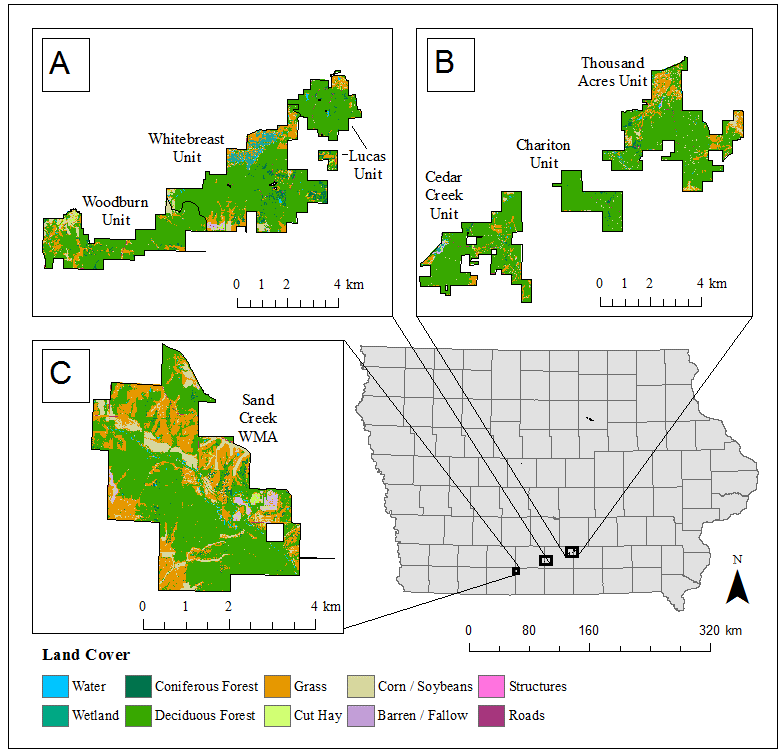 A
Whitebreast
Unit
Lucas
Unit
Woodburn
Unit
0 1 2 4 km
B
Thousand
Acres Unit
Chariton
Unit
Cedar
Creek
Unit
0 1 2 4 km
C
Sand
Creek
WMA
0 1 2 4 km
N
0 80 160 320 km
Land Cover
Water
Coniferous Forest
Grass
Corn / Soybeans
Structures
Wetland
Deciduous Forest
Cut Hay
Barren / Fallow
Roads